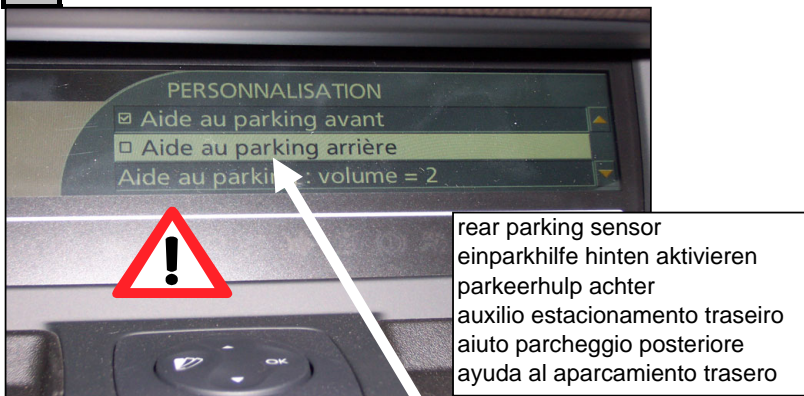 PERSONNALISATION
Aide au parking avant
Aide au parking arrière
Aide au parking : volume = 2
OK
rear parking sensor
einparkhilfe hinten aktivieren
parkeerhulp achter
auxilio estacionamento traseiro
aiuto parcheggio posteriore
ayuda al aparcamiento trasero